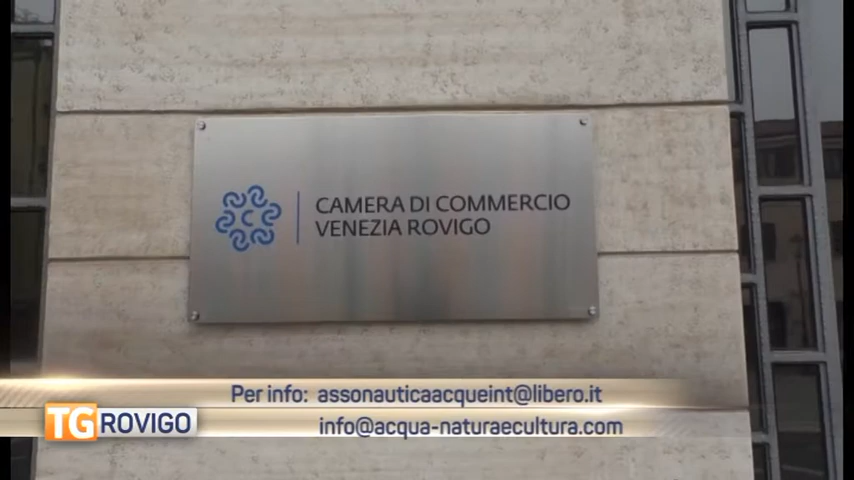 C
CAMERA DI COMMERCIO
VENEZIA ROVIGO
Per info: assonauticaacqueint@libero.it
TG ROVIGO
info@acqua-naturaecultura.com